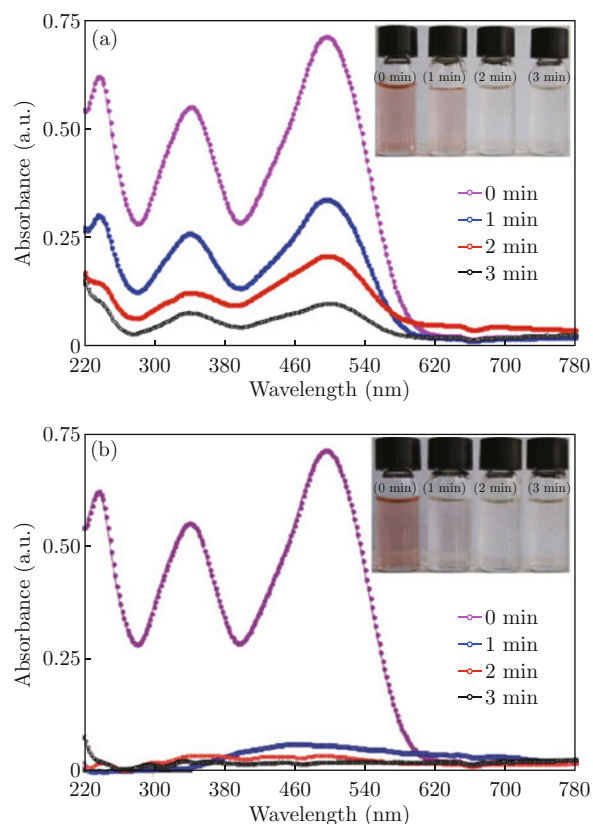 (a)
0.75
0.50
0.25
0
Absorbance (a.u.)
(0 min) (1 min) (2 min) (3 min)
0 min
1 min
2 min
3 min
220 300 380 460 540 620 700 780
Wavelength (nm)
(b)
0.75
0.50
0.25
0
Absorbance (a.u.)
(0 min) (1 min) (2 min) (3 min)
0 min
1 min
2 min
3 min
220 300 380 460 540 620 700 780
Wavelength (nm)